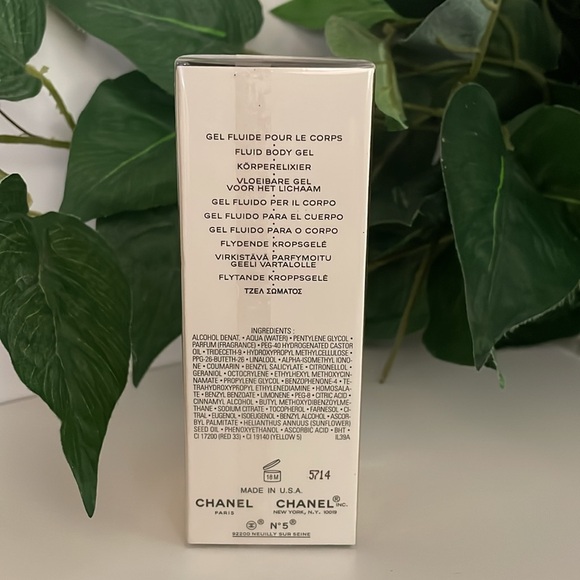 GEL FLUIDE POUR LE CORPS
FLUID BODY GEL
KÖRPERELIXIER
VLOEIBARE GEL
VOOR HET LICHAAM
GEL FLUIDO PER IL CORPO
GEL FLUIDO PARA EL CUERPO
GEL FLUIDO PARA O CORPO
FLYDENDE KROPSGELÉ
VIRKISTÄVÄ PARFYMOITU
GEELI VARTALOLLE
FLYTANDE KROPPSGELÉ
ΤΖΕΛ ΣΩΜΑΤΟΣ
INGREDIENTS :
ALCOHOL DENAT. • AQUA (WATER) • PENTYLENE GLYCOL •
PARFUM (FRAGRANCE) • PEG-40 HYDROGENATED CASTOR
OIL • TRIDECETH-9 • HYDROXYPROPYL METHYLCELLULOSE •
PPG-26-BUTETH-26 • LINALOOL • ALPHA-ISOMETHYL IONO-
NE • COUMARIN • BENZYL SALICYLATE • CITRONELLOL •
GERANIOL • OCTOCRYLENE • ETHYLHEXYL METHOXYCIN-
NAMATE • PROPYLENE GLYCOL • BENZOPHENONE-4 • TE-
TRAHYDROXYPROPYL ETHYLENEDIAMINE • HOMOSALA-
TE • BENZYL BENZOATE • LIMONENE • PEG-8 • CITRIC ACID •
CINNAMYL ALCOHOL • BUTYL METHOXYDIBENZOYLME-
THANE • SODIUM CITRATE • TOCOPHEROL • FARNESOL • CI-
TRAL • EUGENOL • ISOEUGENOL • BENZYL ALCOHOL • ASCOR-
BYL PALMITATE • HELIANTHUS ANNUUS (SUNFLOWER)
SEED OIL • PHENOXYETHANOL • ASCORBIC ACID • BHT •
CI 17200 (RED 33) • CI 19140 (YELLOW 5) IL39A
18M 5714
MADE IN U.S.A.
CHANEL CHANEL® INC.
PARIS NEW YORK, N.Y. 10019
® N°5®
92200 NEUILLY SUR SEINE